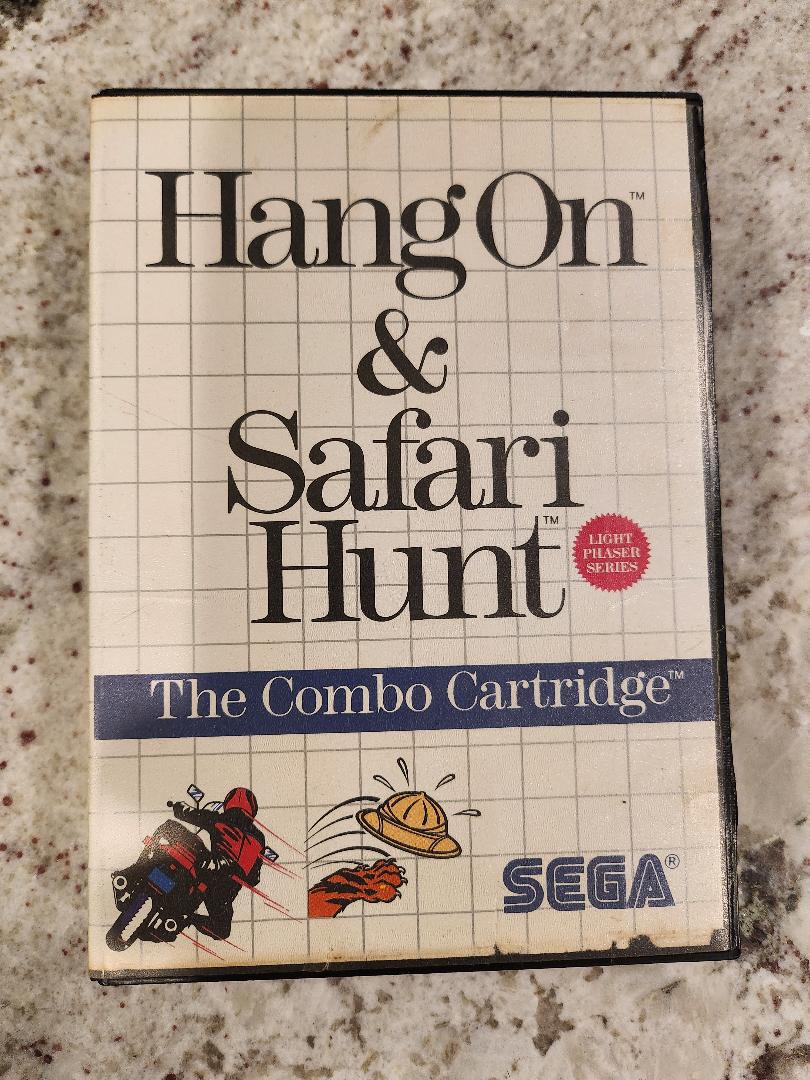 Hang On™
&
Safari
Hunt™
LIGHT
PHASER
SERIES
The Combo Cartridge™
SEGA®